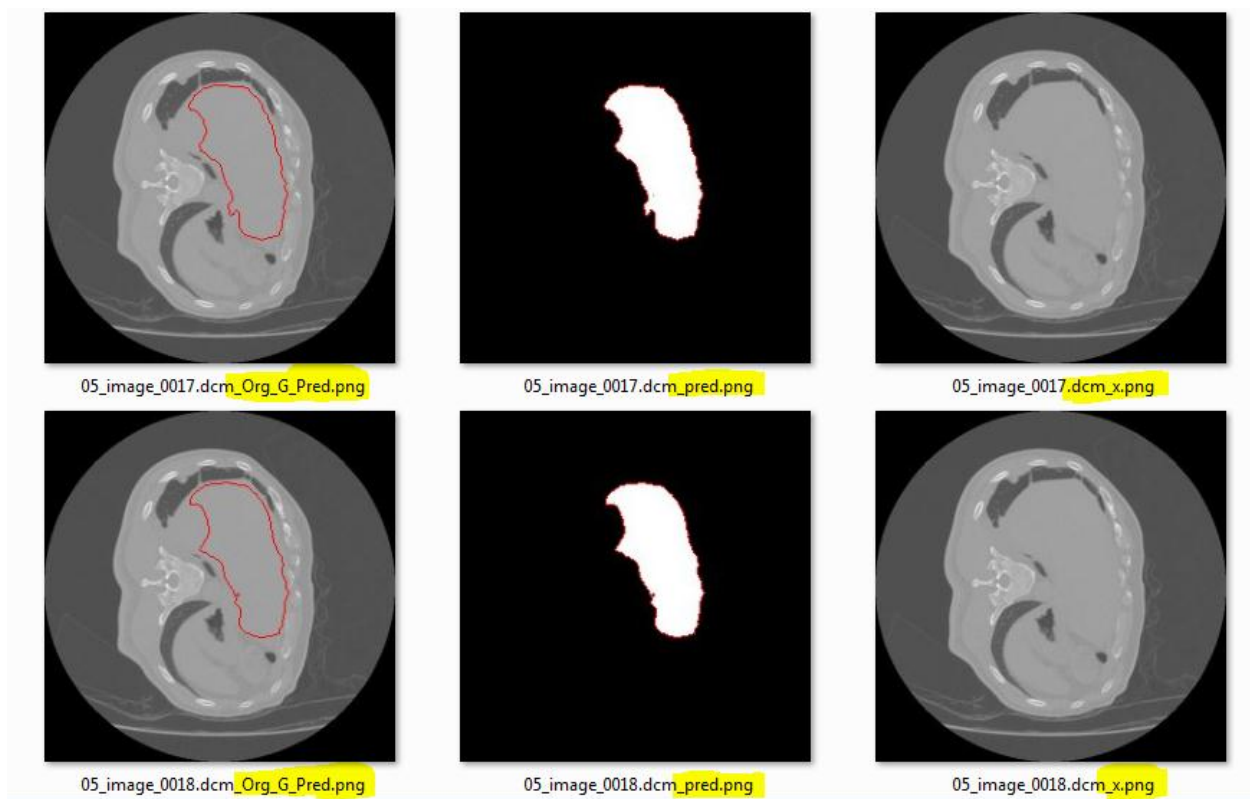 05_image_0017.dcm_Org_G_Pred.png
05_image_0017.dcm_pred.png
05_image_0017.dcm_x.png
05_image_0018.dcm_Org_G_Pred.png
05_image_0018.dcm_pred.png
05_image_0018.dcm_x.png